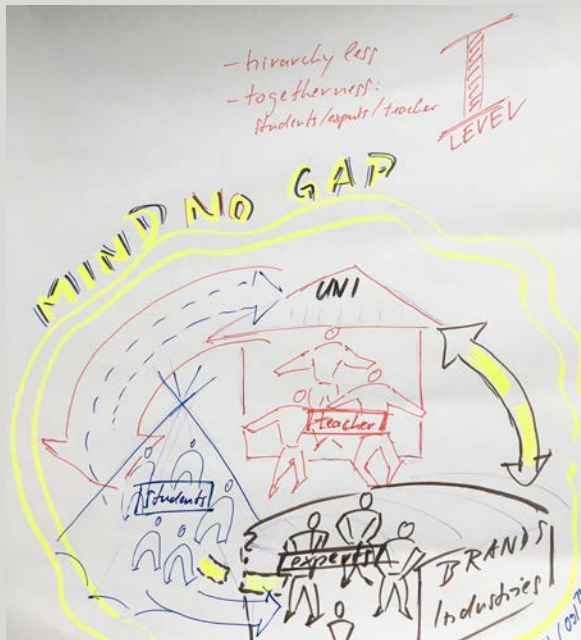 - hirarchy less
- togetherness:
students/experts/teacher
LEVEL
MIND NO GAP
UNI
teacher
students
experts
BRANDS
Industries